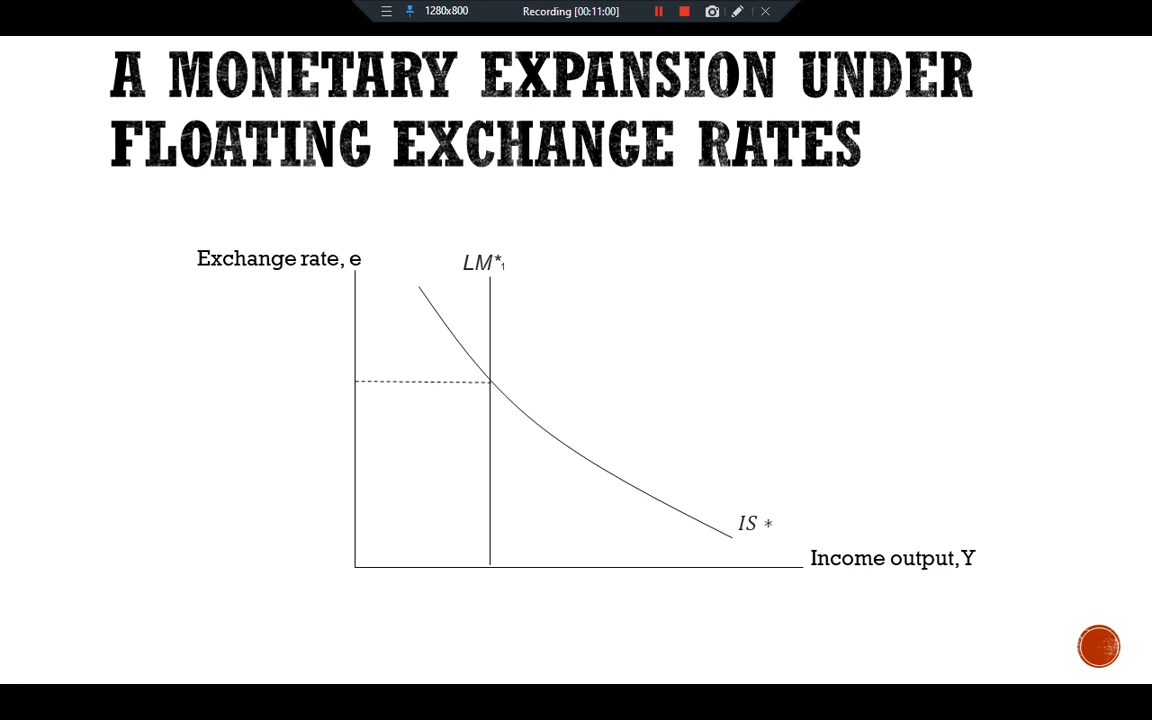 1280x800 Recording [00:11:00]
A MONETARY EXPANSION UNDER
FLOATING EXCHANGE RATES
Exchange rate, e
LM*₁
IS *
Income output, Y